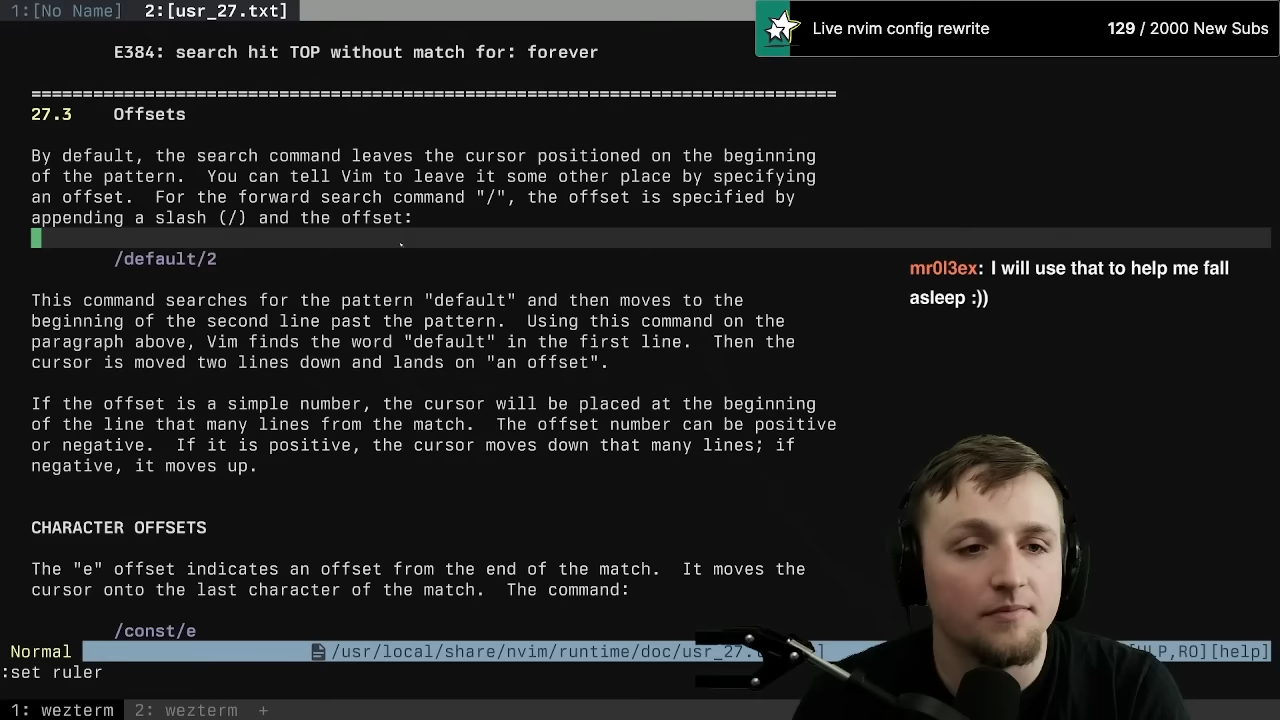 1:[No Name] 2:[usr_27.txt]
Live nvim config rewrite 129 / 2000 New Subs
E384: search hit TOP without match for: forever
==============================================================================
27.3 Offsets
By default, the search command leaves the cursor positioned on the beginning
of the pattern. You can tell Vim to leave it some other place by specifying
an offset. For the forward search command "/", the offset is specified by
appending a slash (/) and the offset:
/default/2
mr0l3ex: I will use that to help me fall
asleep :))
This command searches for the pattern "default" and then moves to the
beginning of the second line past the pattern. Using this command on the
paragraph above, Vim finds the word "default" in the first line. Then the
cursor is moved two lines down and lands on "an offset".
If the offset is a simple number, the cursor will be placed at the beginning
of the line that many lines from the match. The offset number can be positive
or negative. If it is positive, the cursor moves down that many lines; if
negative, it moves up.
CHARACTER OFFSETS
The "e" offset indicates an offset from the end of the match. It moves the
cursor onto the last character of the match. The command:
/const/e
Normal /usr/local/share/nvim/runtime/doc/usr_27. HLP,RO][help]
:set ruler
1: wezterm 2: wezterm +